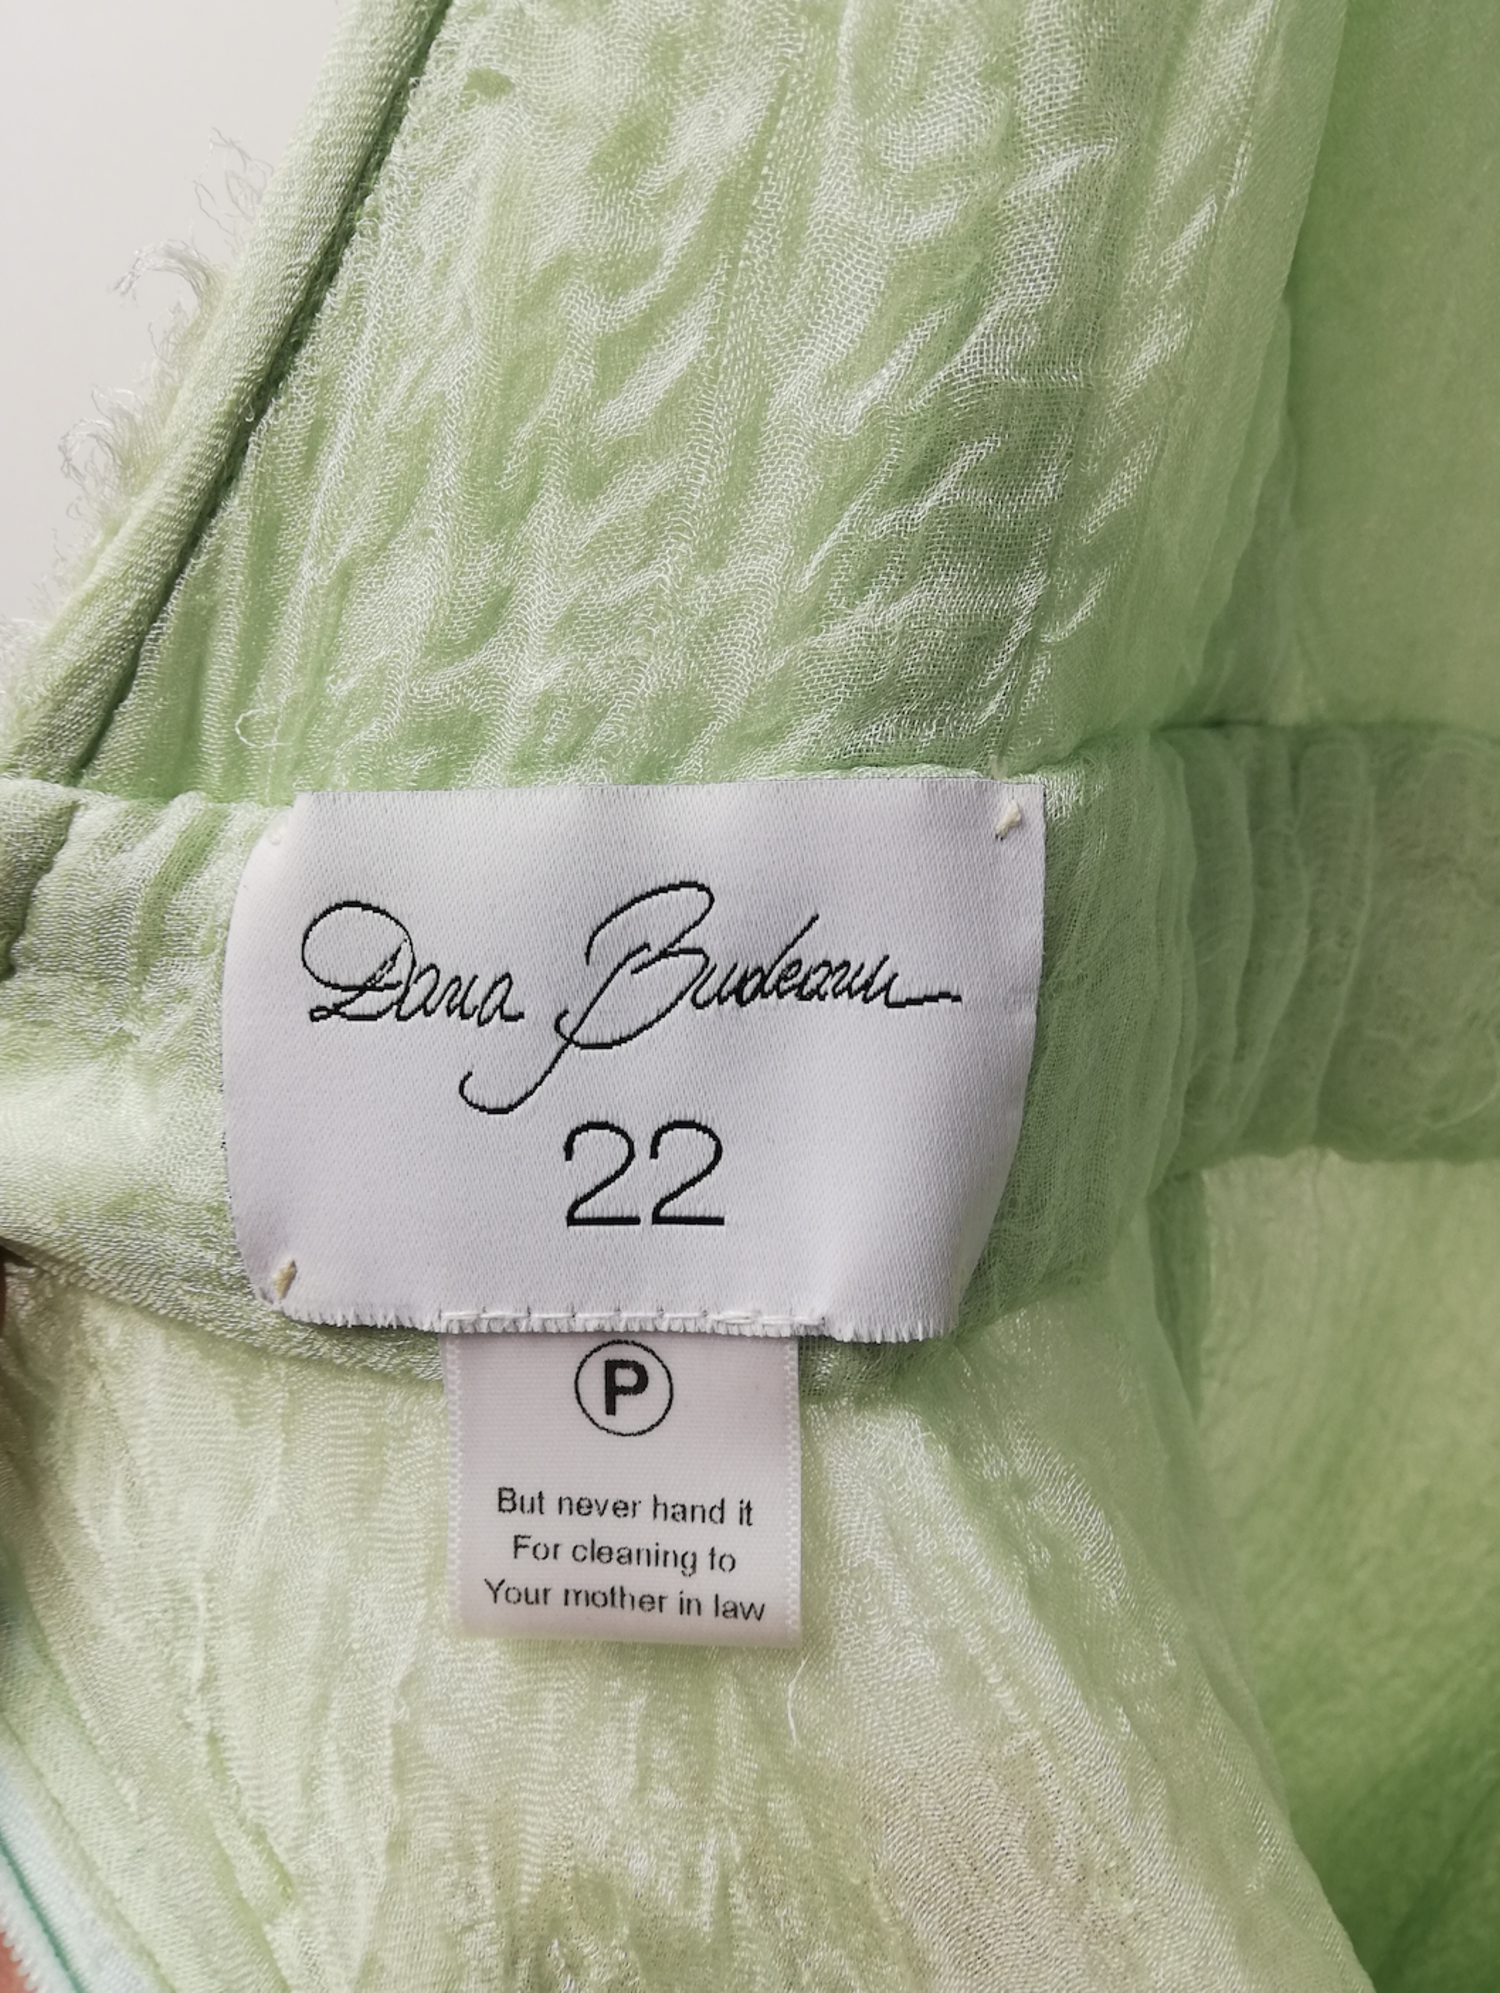 Dana Budeanu
22
P
But never hand it
For cleaning to
Your mother in law